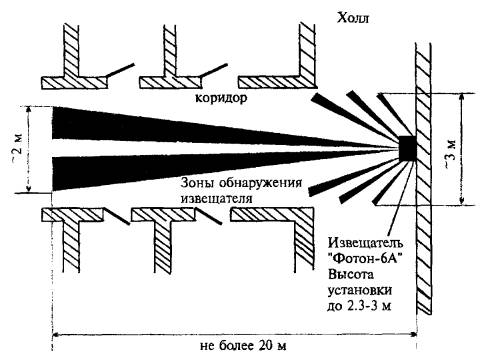 Холл
коридор
~2 м
~3 м
Зоны обнаружения
извещателя
Извещатель
"Фотон-6А"
Высота
установки
до 2.3-3 м
не более 20 м